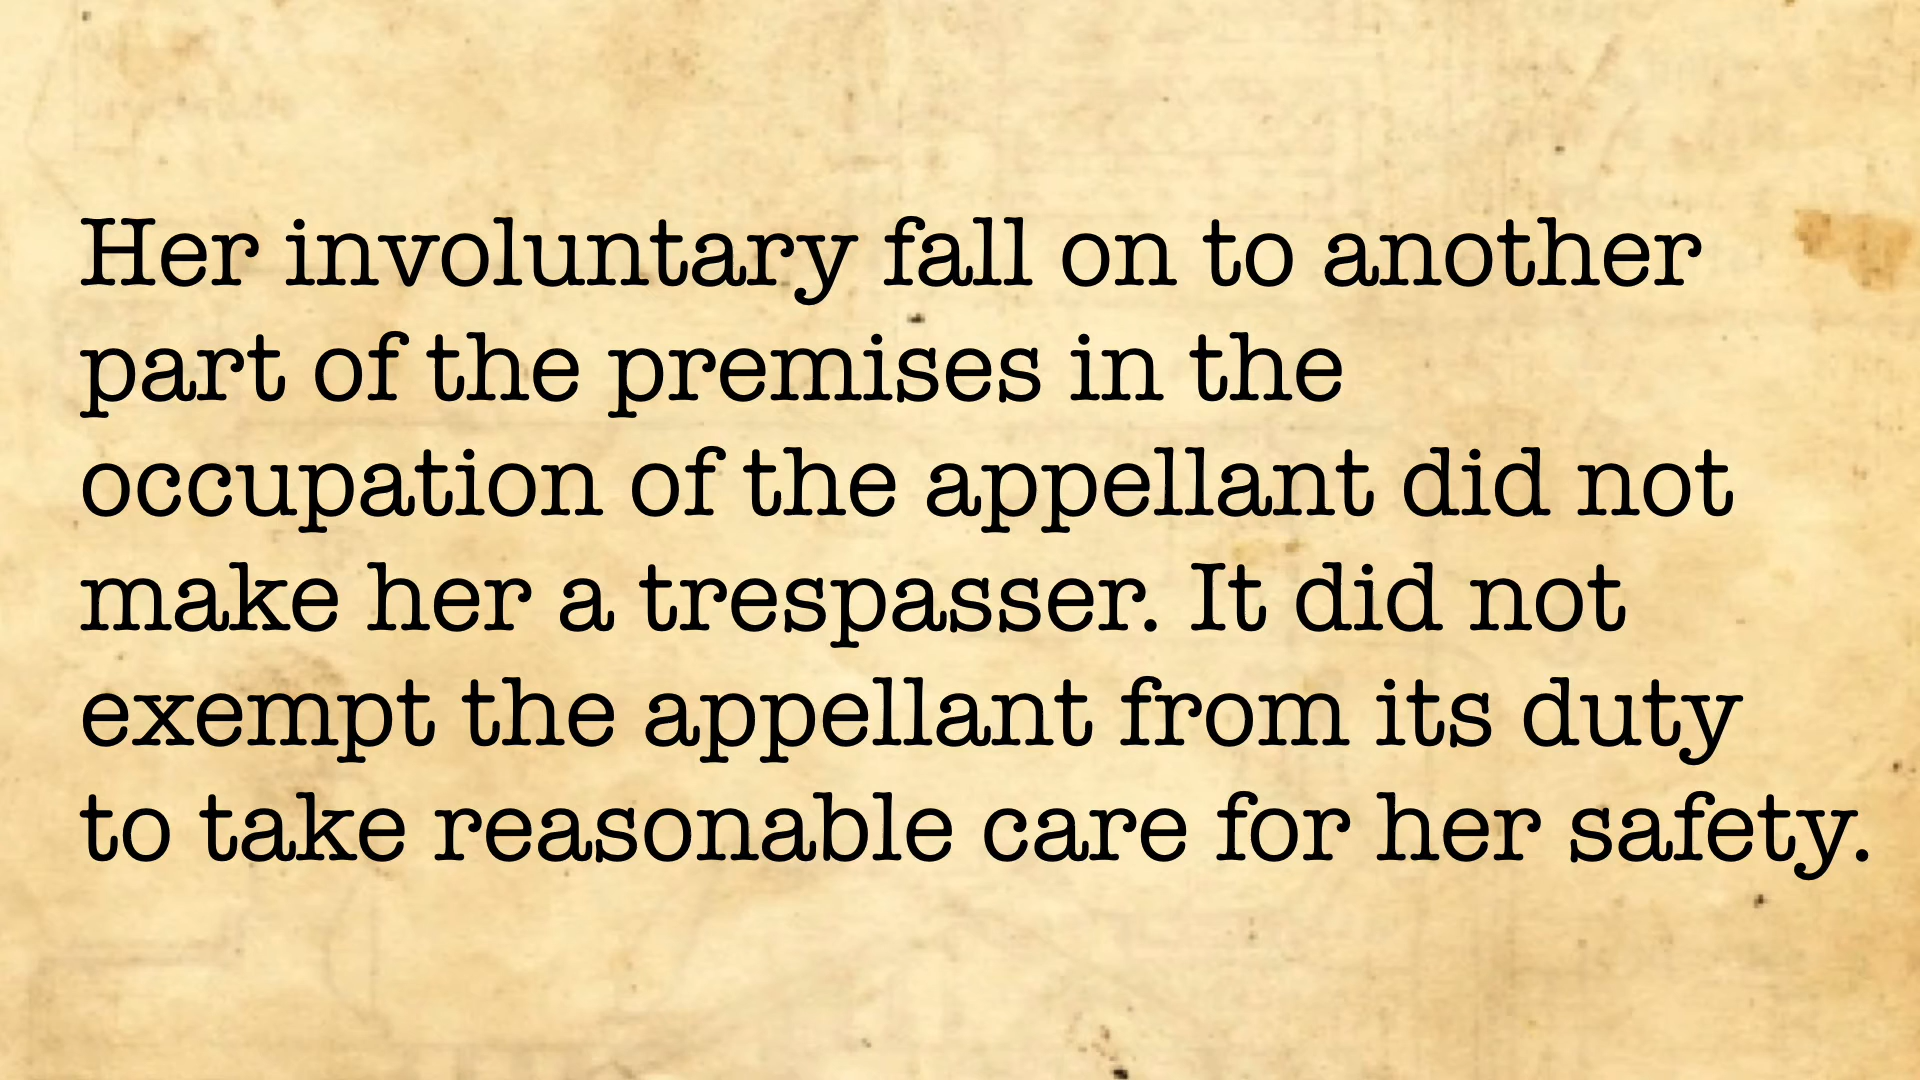 Her involuntary fall on to another
part of the premises in the
occupation of the appellant did not
make her a trespasser. It did not
exempt the appellant from its duty
to take reasonable care for her safety.